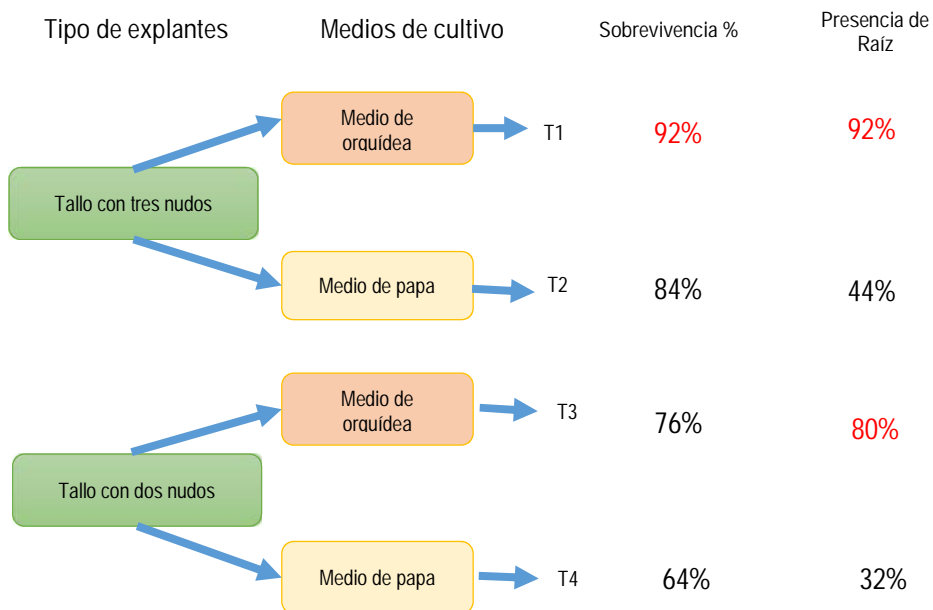 Tipo de explantes Medios de cultivo Sobrevivencia % Presencia de
Raíz
Medio de
orquídea
T1 92% 92%
Tallo con tres nudos
Medio de papa T2 84% 44%
Medio de
orquídea
T3 76% 80%
Tallo con dos nudos
Medio de papa T4 64% 32%